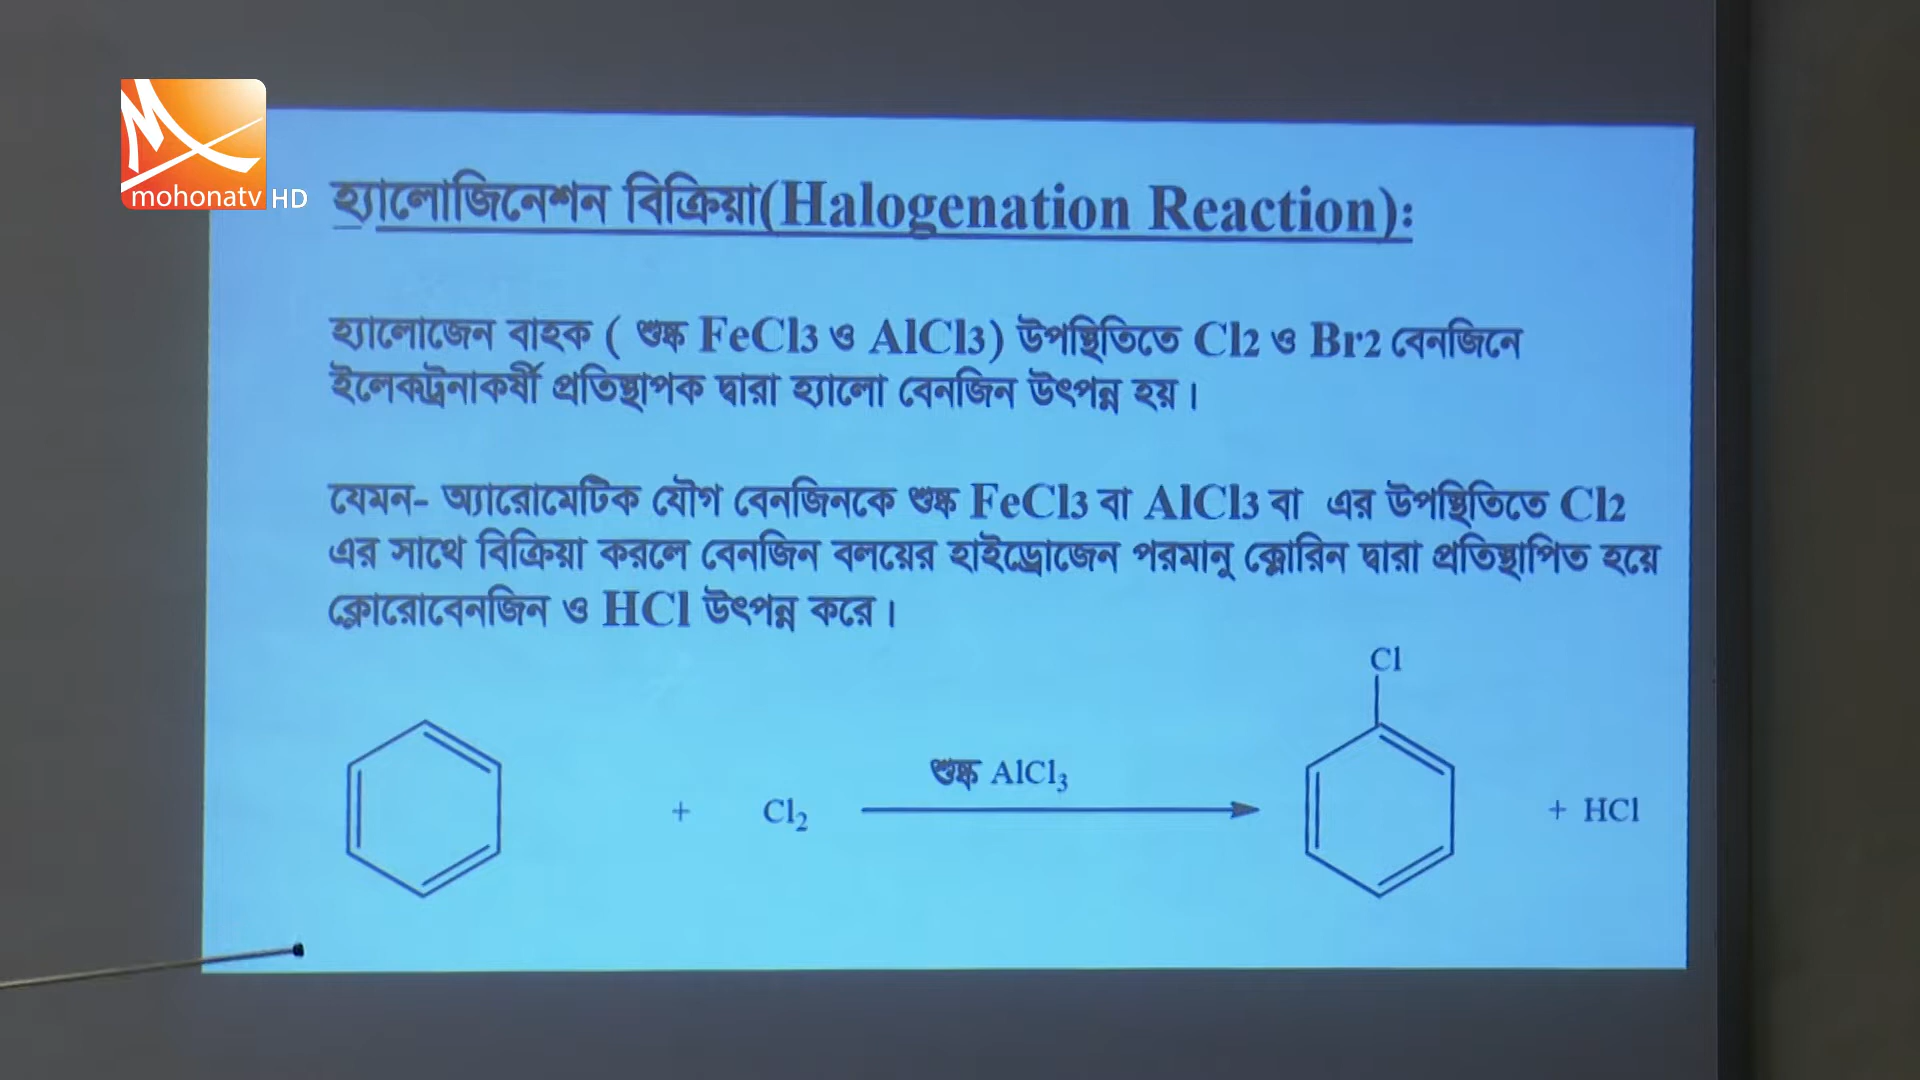 mohonatv HD
হ্যালোজিনেশন বিক্রিয়া(Halogenation Reaction):
হ্যালোজেন বাহক ( শুষ্ক FeCl3 ও AlCl3) উপস্থিতিতে Cl2 ও Br2 বেনজিনে
ইলেকট্রনাকর্ষী প্রতিস্থাপক দ্বারা হ্যালো বেনজিন উৎপন্ন হয়।
যেমন- অ্যারোমেটিক যৌগ বেনজিনকে শুষ্ক FeCl3 বা AlCl3 বা এর উপস্থিতিতে Cl2
এর সাথে বিক্রিয়া করলে বেনজিন বলয়ের হাইড্রোজেন পরমানু ক্লোরিন দ্বারা প্রতিস্থাপিত হয়ে
ক্লোরোবেনজিন ও HCl উৎপন্ন করে।
Cl
শুষ্ক AlCl₃
+ Cl₂ + HCl